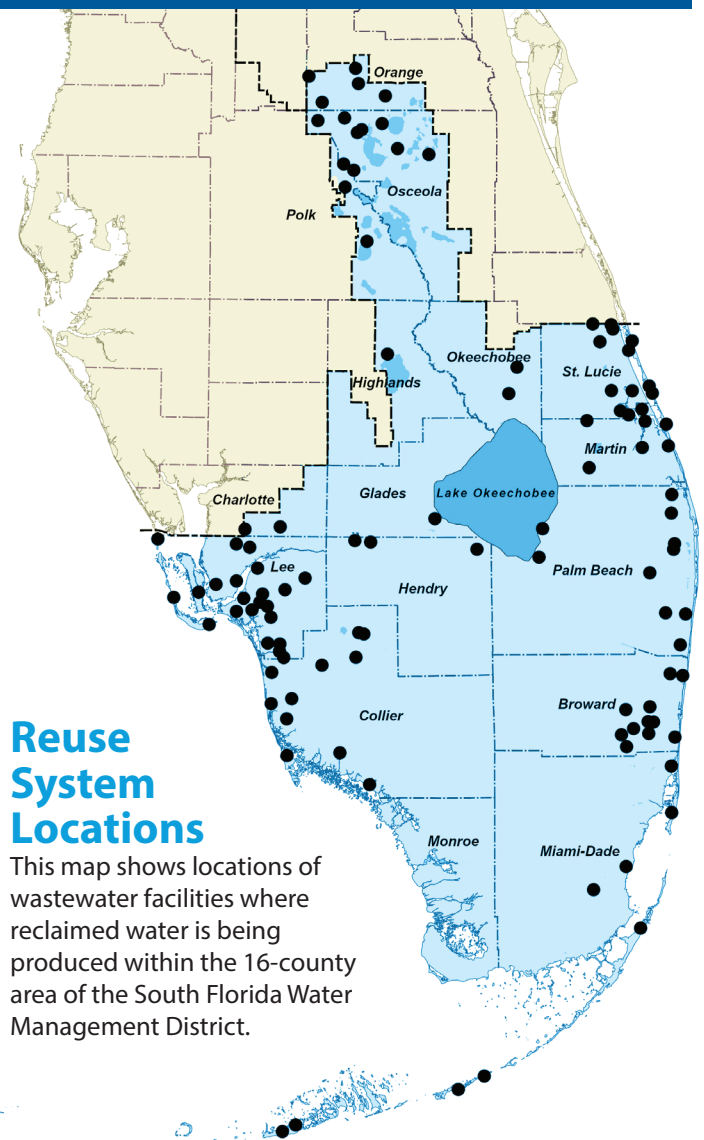 Orange
Osceola
Polk
Okeechobee
St. Lucie
Highlands
Martin
Charlotte
Glades
Lake Okeechobee
Lee
Palm Beach
Hendry
Broward
Collier
Reuse
System
Locations
Monroe
Miami-Dade
This map shows locations of
wastewater facilities where
reclaimed water is being
produced within the 16-county
area of the South Florida Water
Management District.